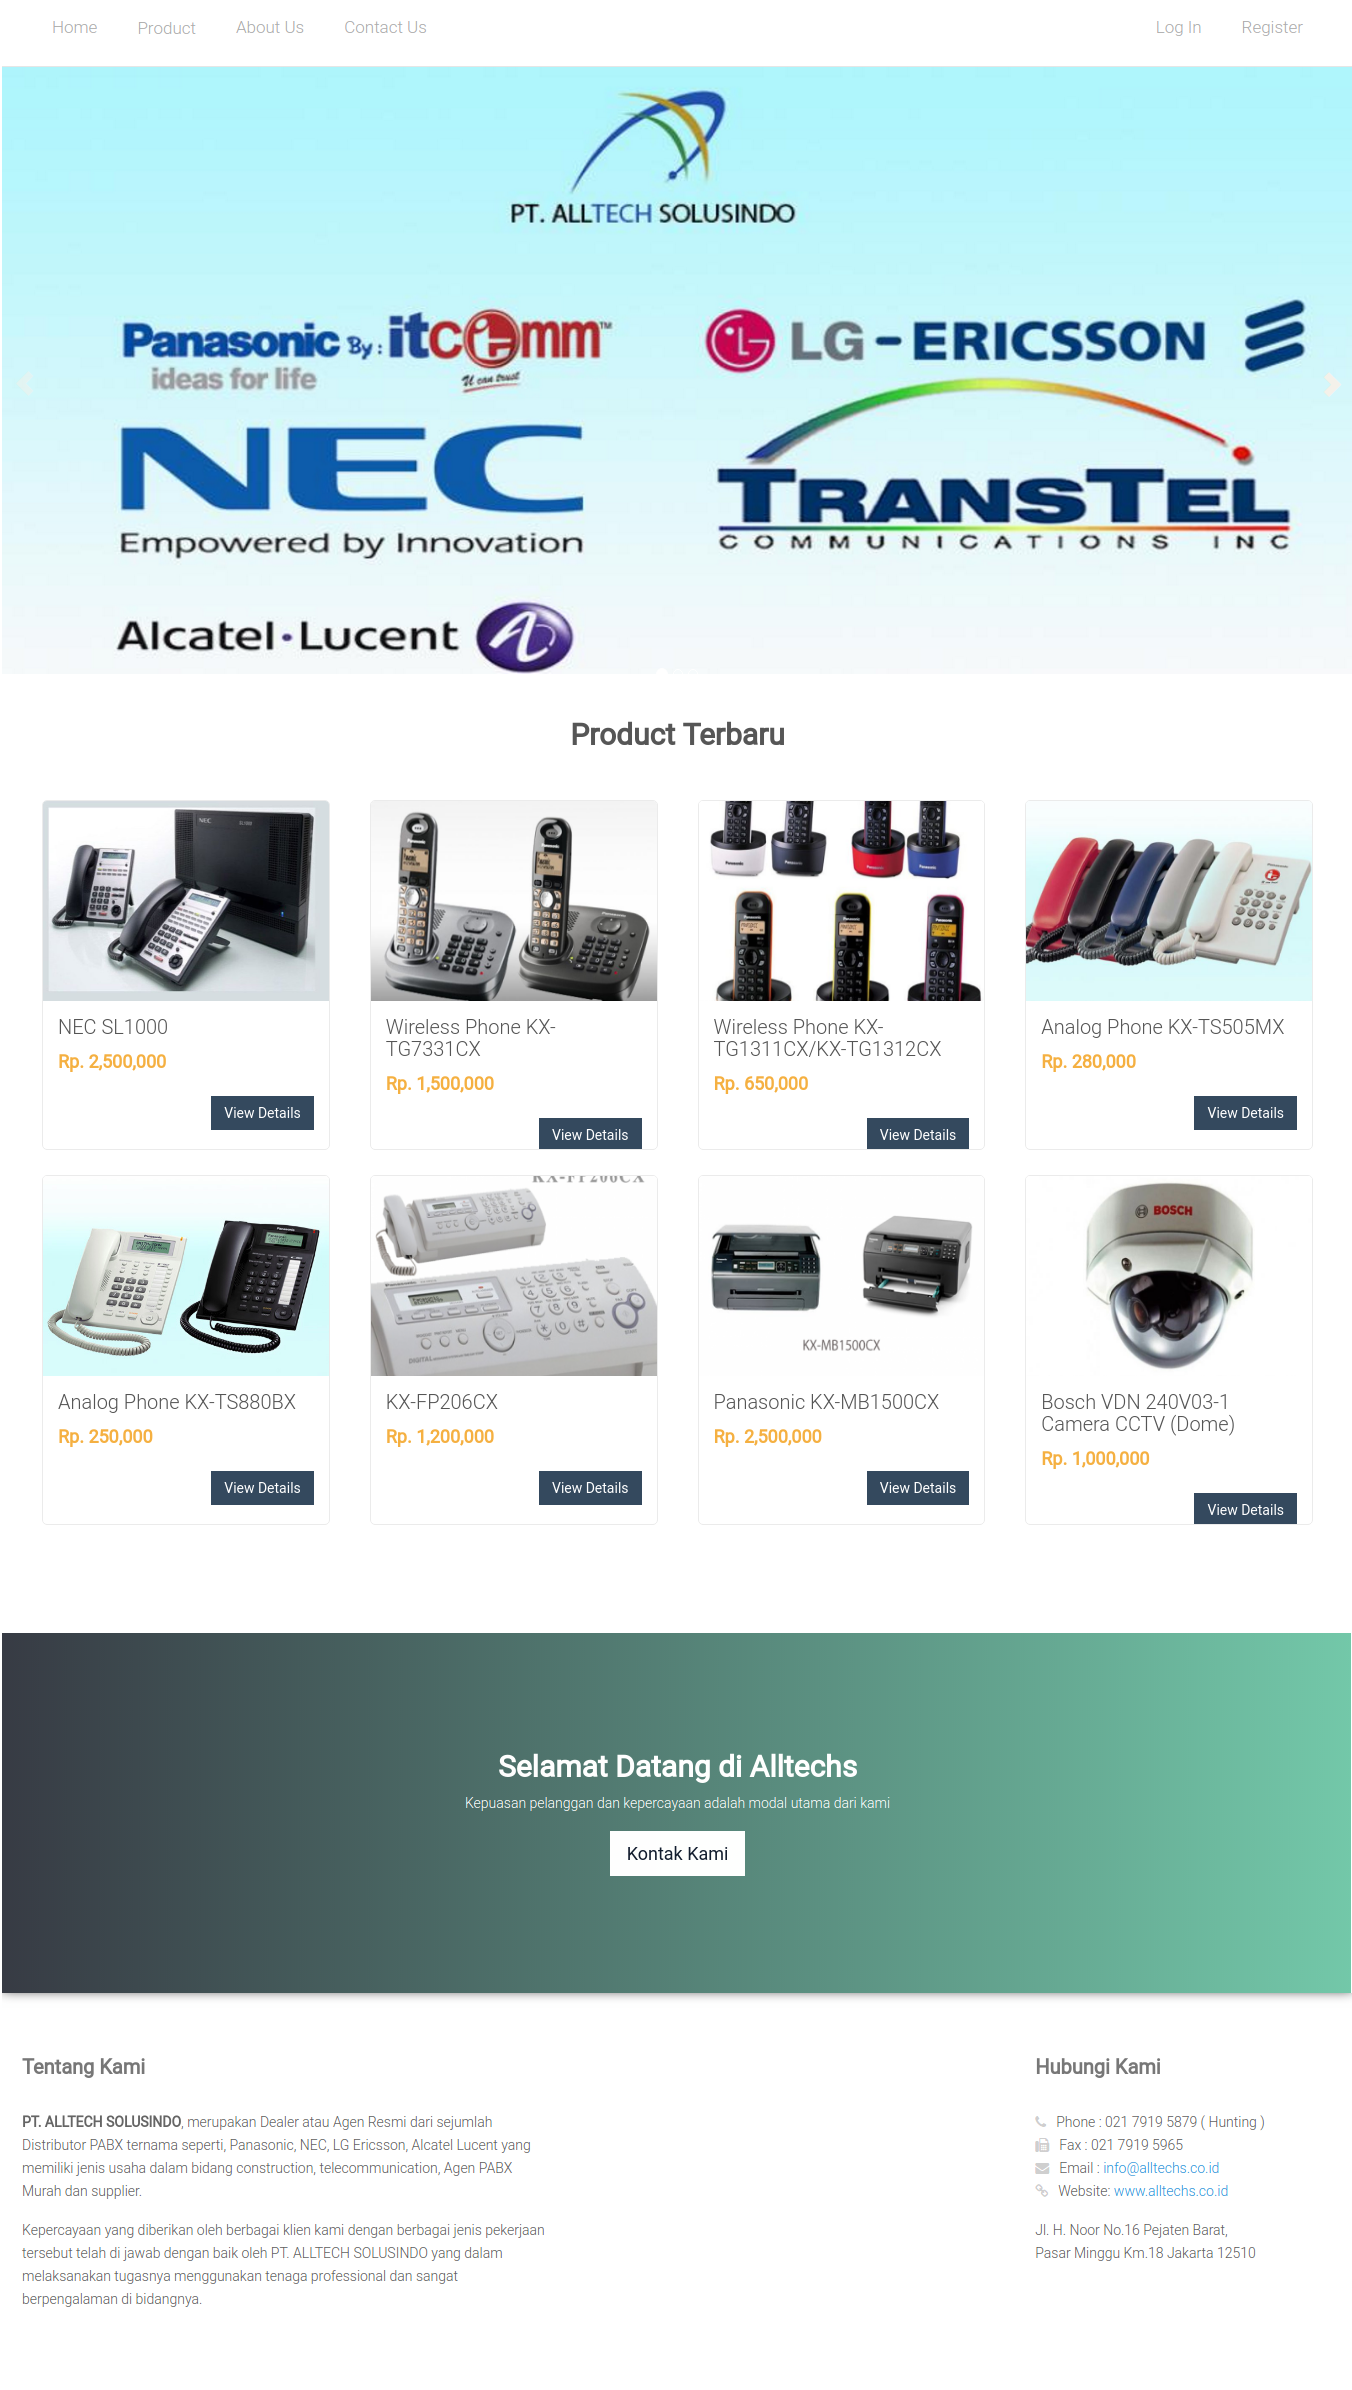 Home Product About Us Contact Us Log In Register
PT. ALLTECH SOLUSINDO
Panasonic By : itcomm™
ideas for life U can trust
LG-ERICSSON
NEC
Empowered by Innovation
TRANSTEL
COMMUNICATIONS INC
Alcatel·Lucent
Product Terbaru
NEC
NEC SL1000
Rp. 2,500,000
View Details
Wireless Phone KX-
TG7331CX
Rp. 1,500,000
View Details
Panasonic
Wireless Phone KX-
TG1311CX/KX-TG1312CX
Rp. 650,000
View Details
Panasonic
Analog Phone KX-TS505MX
Rp. 280,000
View Details
Analog Phone KX-TS880BX
Rp. 250,000
View Details
KX-FP206CX
KX-FP206CX
Rp. 1,200,000
View Details
KX-MB1500CX
Panasonic KX-MB1500CX
Rp. 2,500,000
View Details
BOSCH
Bosch VDN 240V03-1
Camera CCTV (Dome)
Rp. 1,000,000
View Details
Selamat Datang di Alltechs
Kepuasan pelanggan dan kepercayaan adalah modal utama dari kami
Kontak Kami
Tentang Kami
PT. ALLTECH SOLUSINDO, merupakan Dealer atau Agen Resmi dari sejumlah
Distributor PABX ternama seperti, Panasonic, NEC, LG Ericsson, Alcatel Lucent yang
memiliki jenis usaha dalam bidang construction, telecommunication, Agen PABX
Murah dan supplier.
Kepercayaan yang diberikan oleh berbagai klien kami dengan berbagai jenis pekerjaan
tersebut telah di jawab dengan baik oleh PT. ALLTECH SOLUSINDO yang dalam
melaksanakan tugasnya menggunakan tenaga professional dan sangat
berpengalaman di bidangnya.
Hubungi Kami
Phone : 021 7919 5879 ( Hunting )
Fax : 021 7919 5965
Email : info@alltechs.co.id
Website: www.alltechs.co.id
Jl. H. Noor No.16 Pejaten Barat,
Pasar Minggu Km.18 Jakarta 12510